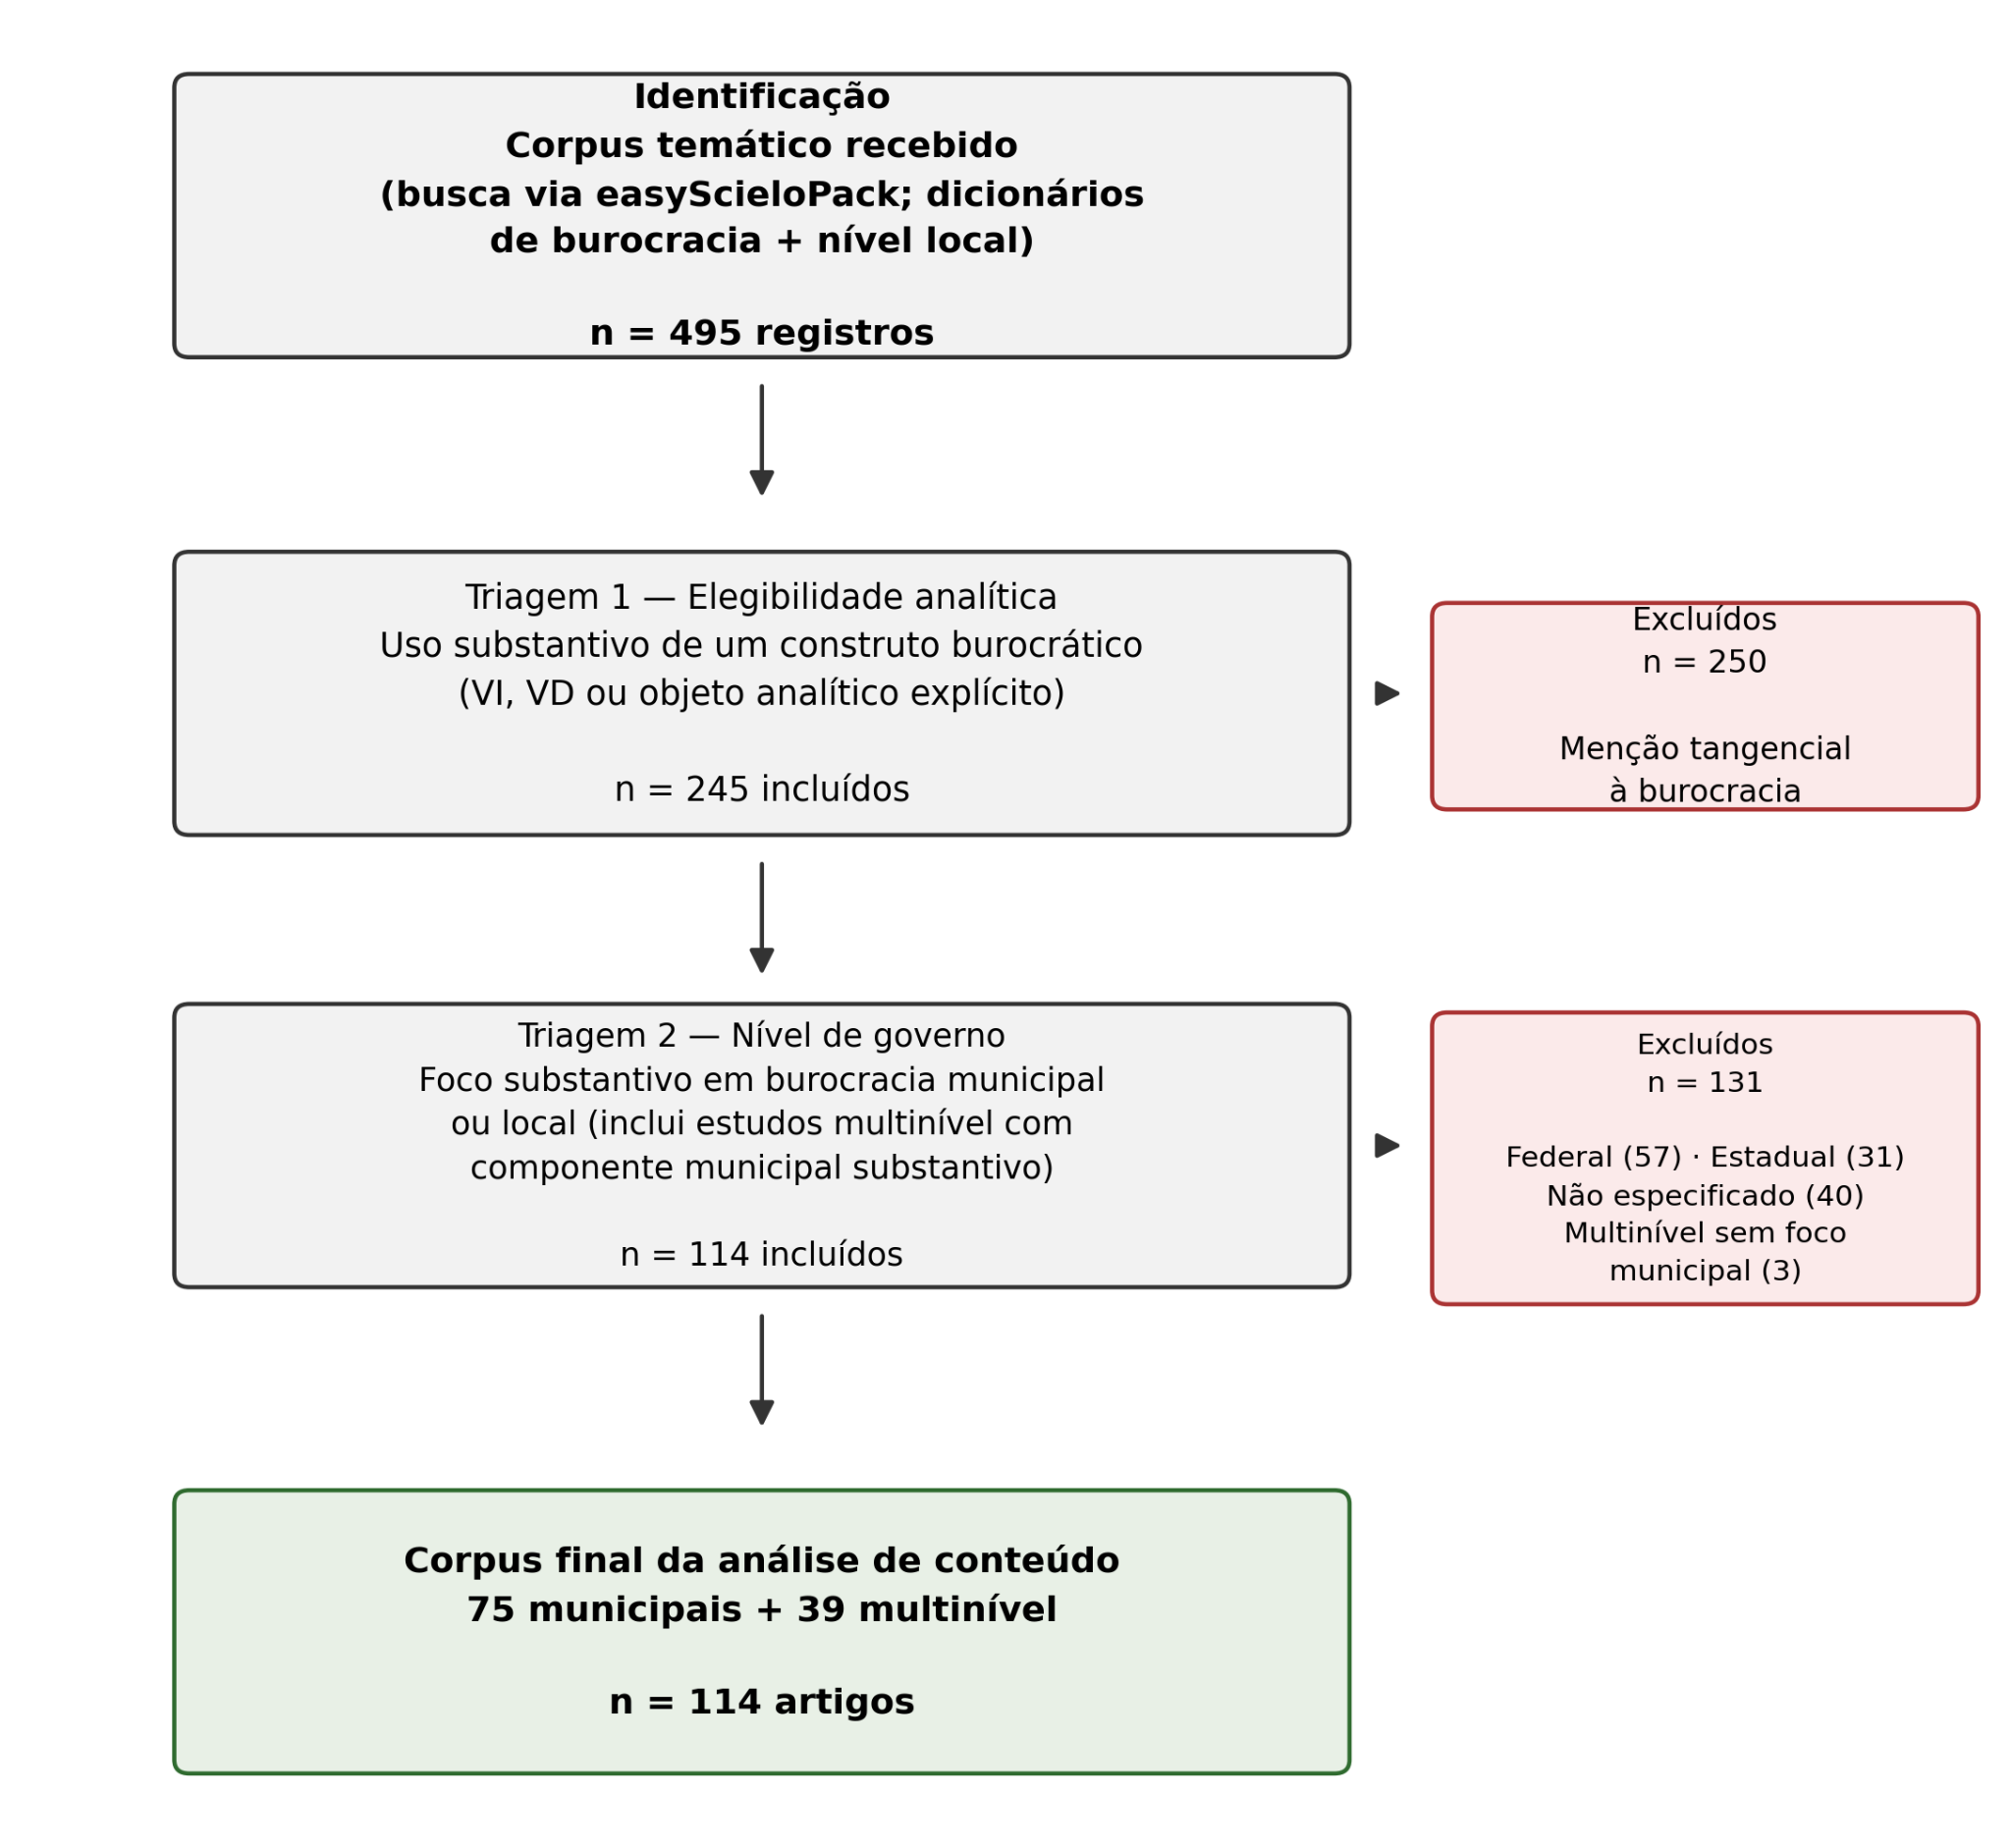 Identificação
Corpus temático recebido
(busca via easyScieloPack; dicionários
de burocracia + nível local)
n = 495 registros
Triagem 1 — Elegibilidade analítica
Uso substantivo de um construto burocrático
(VI, VD ou objeto analítico explícito)
n = 245 incluídos
Excluídos
n = 250
Menção tangencial
à burocracia
Triagem 2 — Nível de governo
Foco substantivo em burocracia municipal
ou local (inclui estudos multinível com
componente municipal substantivo)
n = 114 incluídos
Excluídos
n = 131
Federal (57) · Estadual (31)
Não especificado (40)
Multinível sem foco
municipal (3)
Corpus final da análise de conteúdo
75 municipais + 39 multinível
n = 114 artigos